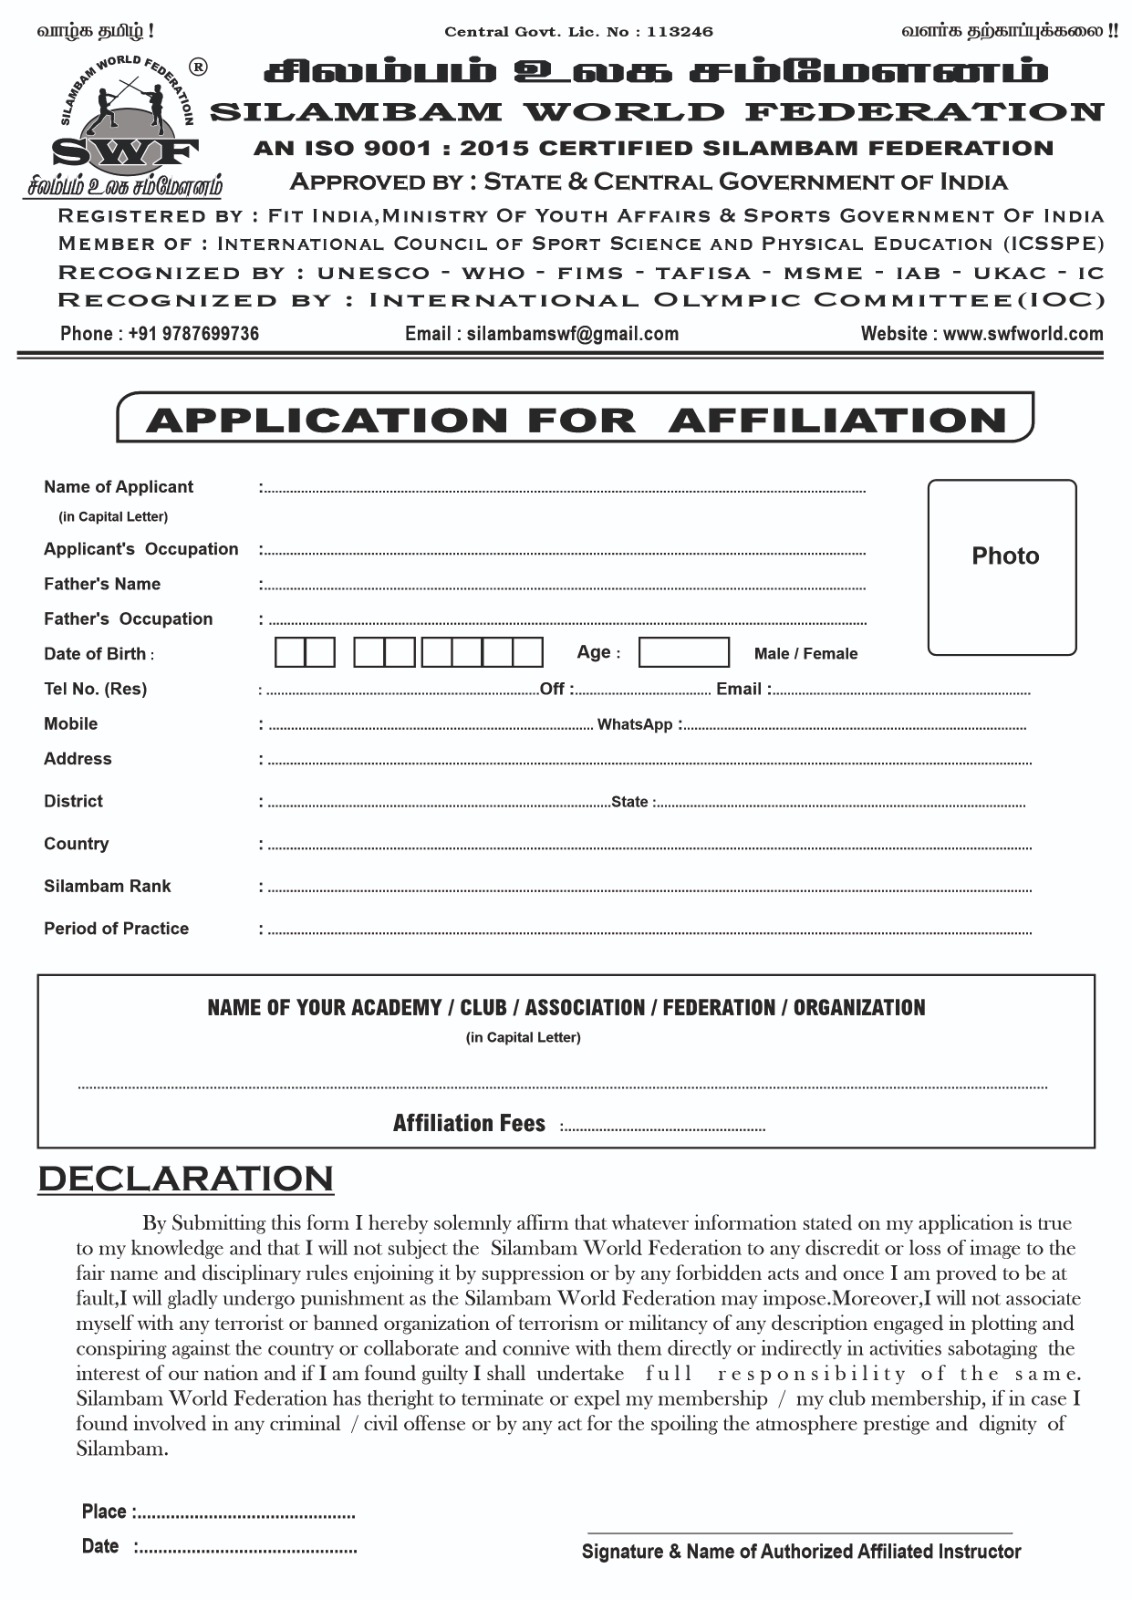 வாழ்க தமிழ் !
Central Govt. Lic. No : 113246
வளர்க தற்காப்புக்கலை !!
SILAMBAM WORLD FEDERATIOIN
®
SWF
சிலம்பம் உலக சம்மேளனம்
சிலம்பம் உலக சம்மேளனம்
SILAMBAM WORLD FEDERATION
AN ISO 9001 : 2015 CERTIFIED SILAMBAM FEDERATION
APPROVED BY : STATE & CENTRAL GOVERNMENT OF INDIA
REGISTERED BY : FIT INDIA,MINISTRY OF YOUTH AFFAIRS & SPORTS GOVERNMENT OF INDIA
MEMBER OF : INTERNATIONAL COUNCIL OF SPORT SCIENCE AND PHYSICAL EDUCATION (ICSSPE)
RECOGNIZED BY : UNESCO - WHO - FIMS - TAFISA - MSME - IAB - UKAC - IC
RECOGNIZED BY : INTERNATIONAL OLYMPIC COMMITTEE(IOC)
Phone : +91 9787699736 Email : silambamswf@gmail.com Website : www.swfworld.com
APPLICATION FOR AFFILIATION
Name of Applicant :
(in Capital Letter)
Photo
Applicant's Occupation :
Father's Name :
Father's Occupation :
Date of Birth : Age : Male / Female
Tel No. (Res) : Off : Email :
Mobile : WhatsApp :
Address :
District : State :
Country :
Silambam Rank :
Period of Practice :
NAME OF YOUR ACADEMY / CLUB / ASSOCIATION / FEDERATION / ORGANIZATION
(in Capital Letter)
Affiliation Fees :
DECLARATION
By Submitting this form I hereby solemnly affirm that whatever information stated on my application is true
to my knowledge and that I will not subject the Silambam World Federation to any discredit or loss of image to the
fair name and disciplinary rules enjoining it by suppression or by any forbidden acts and once I am proved to be at
fault,I will gladly undergo punishment as the Silambam World Federation may impose.Moreover,I will not associate
myself with any terrorist or banned organization of terrorism or militancy of any description engaged in plotting and
conspiring against the country or collaborate and connive with them directly or indirectly in activities sabotaging the
interest of our nation and if I am found guilty I shall undertake full responsibility of the same.
Silambam World Federation has theright to terminate or expel my membership / my club membership, if in case I
found involved in any criminal / civil offense or by any act for the spoiling the atmosphere prestige and dignity of
Silambam.
Place :
Date :
Signature & Name of Authorized Affiliated Instructor